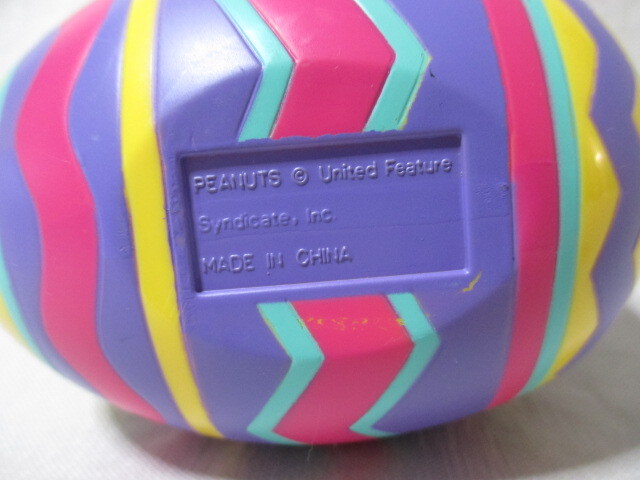 PEANUTS © United Feature
Syndicate, Inc.
MADE IN CHINA